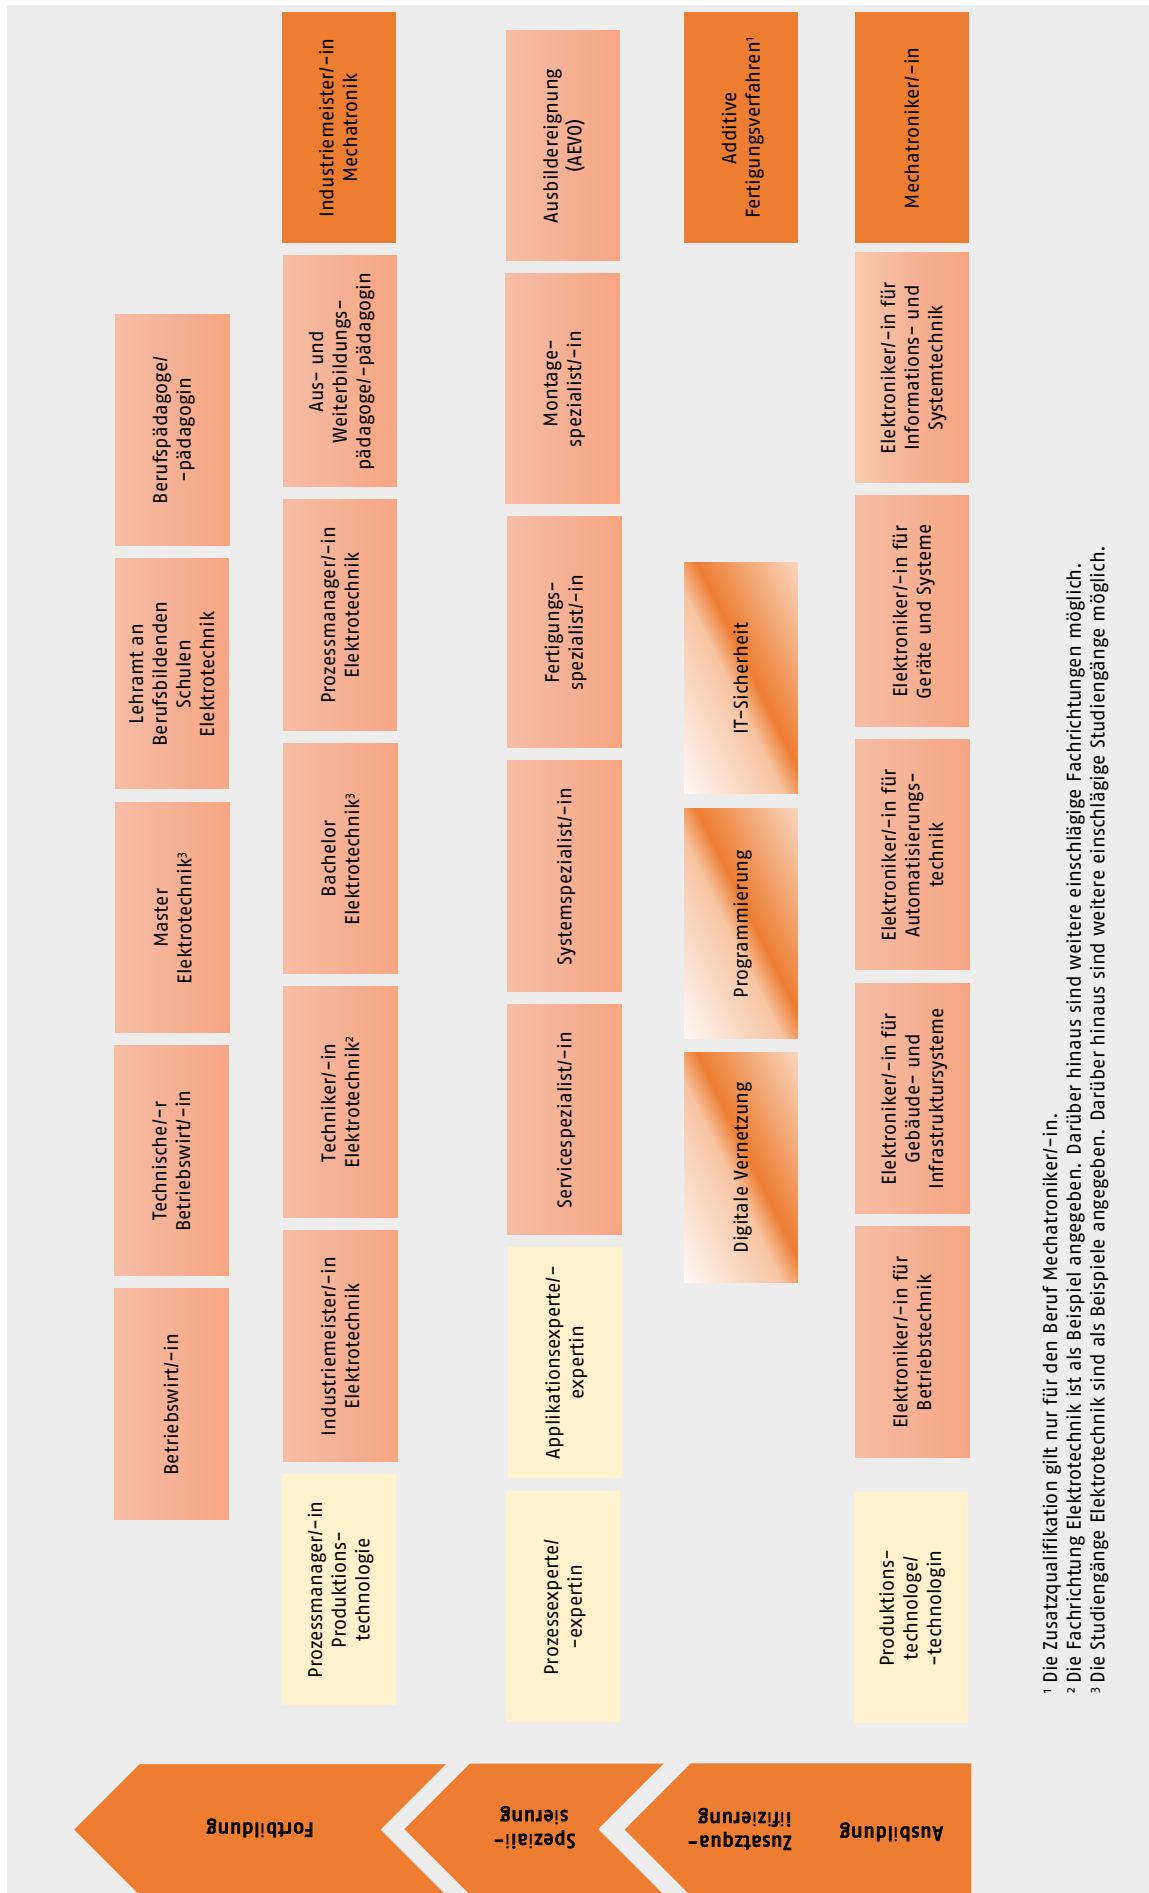 Fortbildung
Betriebswirt/-in
Technische/-r
Betriebswirt/-in
Master
Elektrotechnik³
Lehramt an
Berufsbildenden
Schulen
Elektrotechnik
Berufspädagoge/
-pädagogin
Prozessmanager/-in
Produktions-
technologie
Industriemeister/-in
Elektrotechnik
Techniker/-in
Elektrotechnik²
Bachelor
Elektrotechnik³
Prozessmanager/-in
Elektrotechnik
Aus- und
Weiterbildungs-
pädagoge/-pädagogin
Industriemeister/-in
Mechatronik
Speziali-
sierung
Prozessexperte/
-expertin
Applikationsexperte/-
expertin
Servicespezialist/-in
Systemspezialist/-in
Fertigungs-
spezialist/-in
Montage-
spezialist/-in
Ausbildereignung
(AEVO)
Zusatzqua-
lifizierung
Digitale Vernetzung
Programmierung
IT-Sicherheit
Additive
Fertigungsverfahren¹
Ausbildung
Produktions-
technologe/
-technologin
Elektroniker/-in für
Betriebstechnik
Elektroniker/-in für
Gebäude- und
Infrastruktursysteme
Elektroniker/-in für
Automatisierungs-
technik
Elektroniker/-in für
Geräte und Systeme
Elektroniker/-in für
Informations- und
Systemtechnik
Mechatroniker/-in
¹ Die Zusatzqualifikation gilt nur für den Beruf Mechatroniker/-in.
² Die Fachrichtung Elektrotechnik ist als Beispiel angegeben. Darüber hinaus sind weitere einschlägige Fachrichtungen möglich.
³ Die Studiengänge Elektrotechnik sind als Beispiele angegeben. Darüber hinaus sind weitere einschlägige Studiengänge möglich.